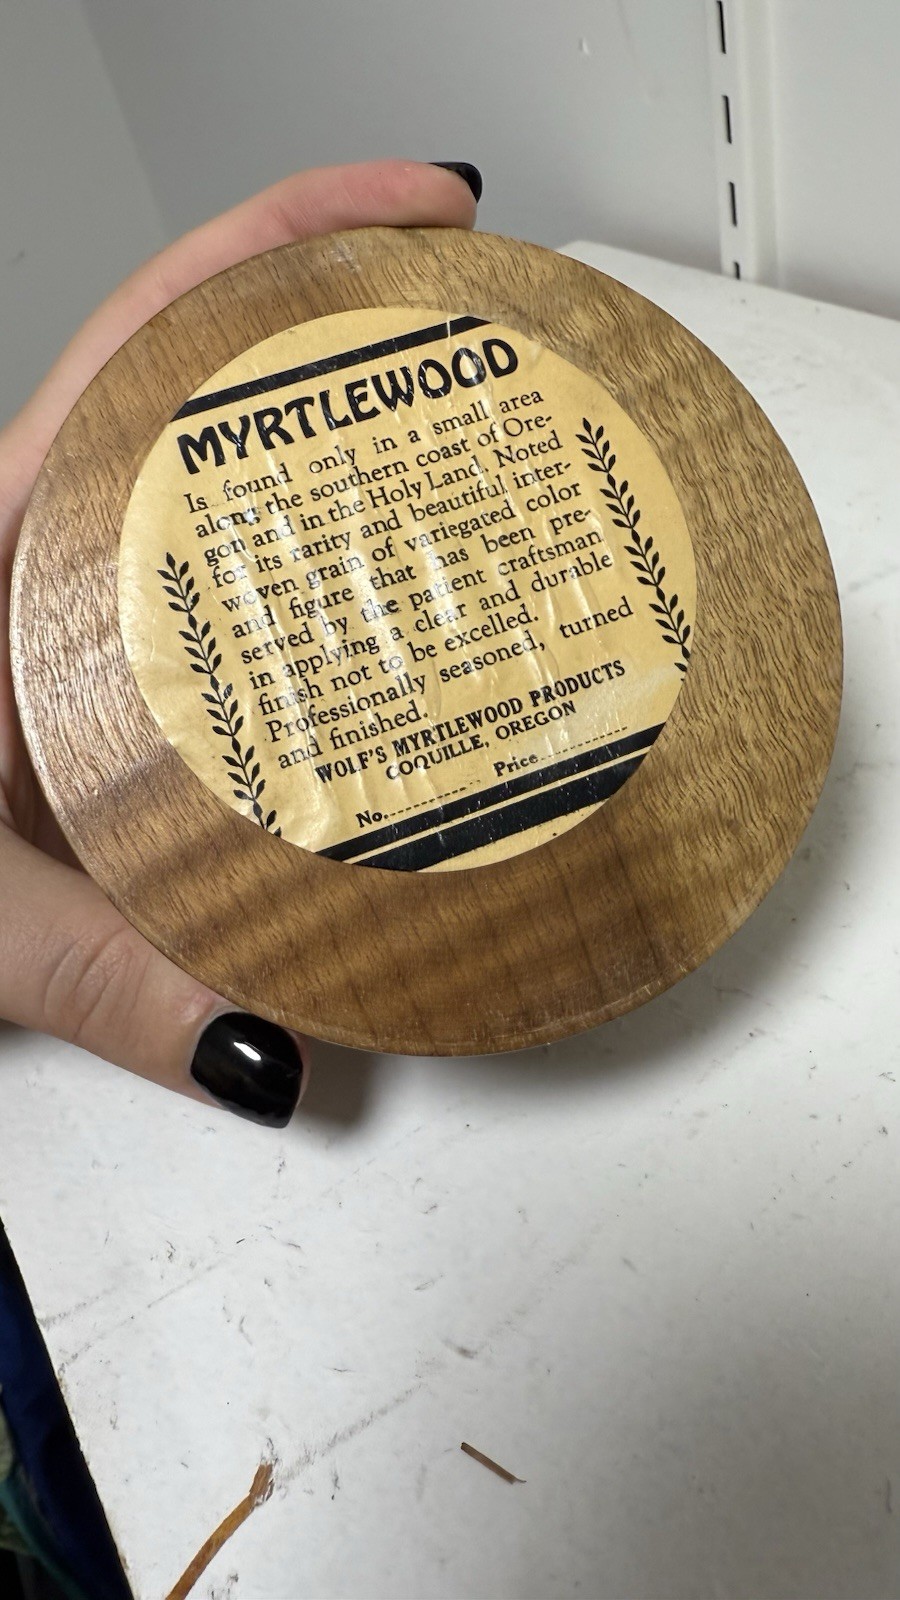 MYRTLEWOOD
Is found only in a small area
along the southern coast of Ore-
gon and in the Holy Land. Noted
for its rarity and beautiful inter-
woven grain of variegated color
and figure that has been pre-
served by the patient craftsman
in applying a clear and durable
finish not to be excelled.
Professionally seasoned, turned
and finished.
WOLF'S MYRTLEWOOD PRODUCTS
COQUILLE, OREGON
No.............. Price..............